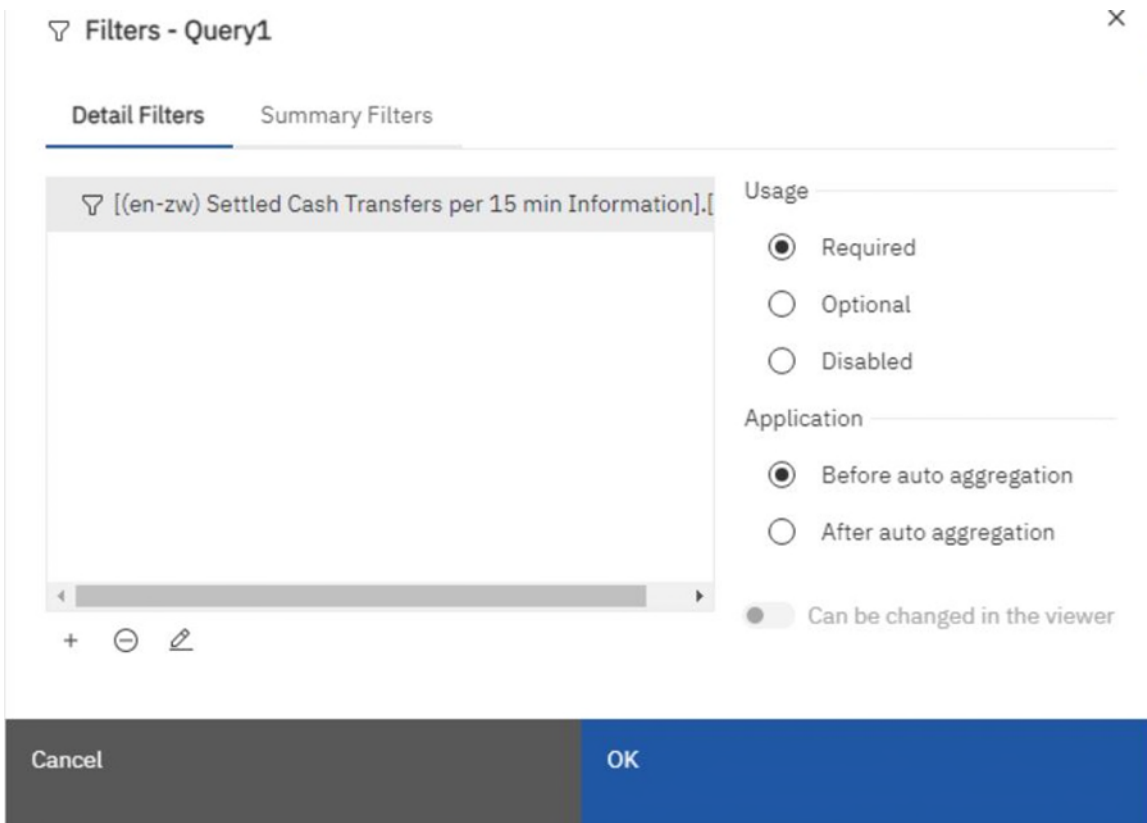 Filters - Query1
Detail Filters
Summary Filters
[(en-zw) Settled Cash Transfers per 15 min Information].[
Usage
Required
Optional
Disabled
Application
Before auto aggregation
After auto aggregation
Can be changed in the viewer
Cancel
OK